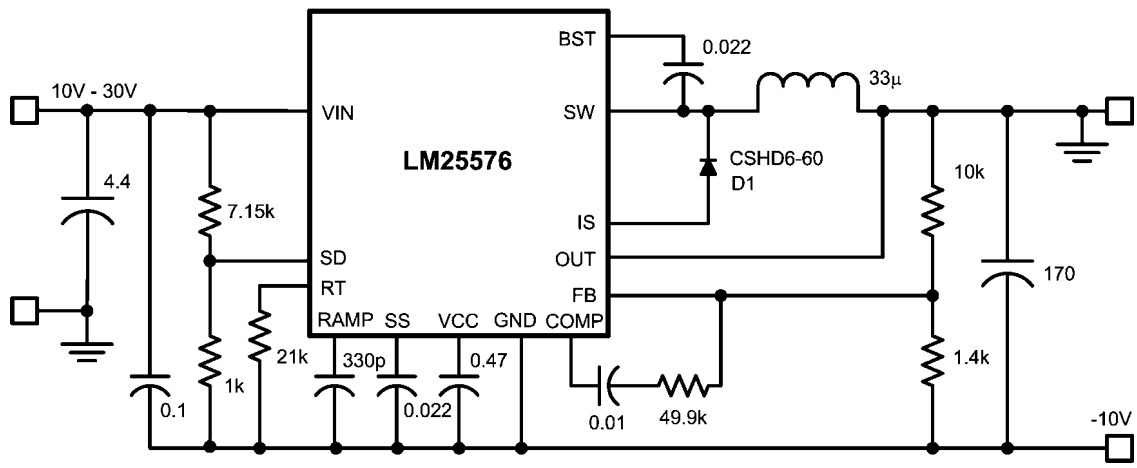 BST
0.022
33µ
10V - 30V
VIN
SW
LM25576
CSHD6-60
D1
10k
4.4
7.15k
IS
SD
OUT
170
RT
FB
RAMP SS VCC GND COMP
21k
330p
0.47
1.4k
1k
0.1
0.022
0.01
49.9k
-10V